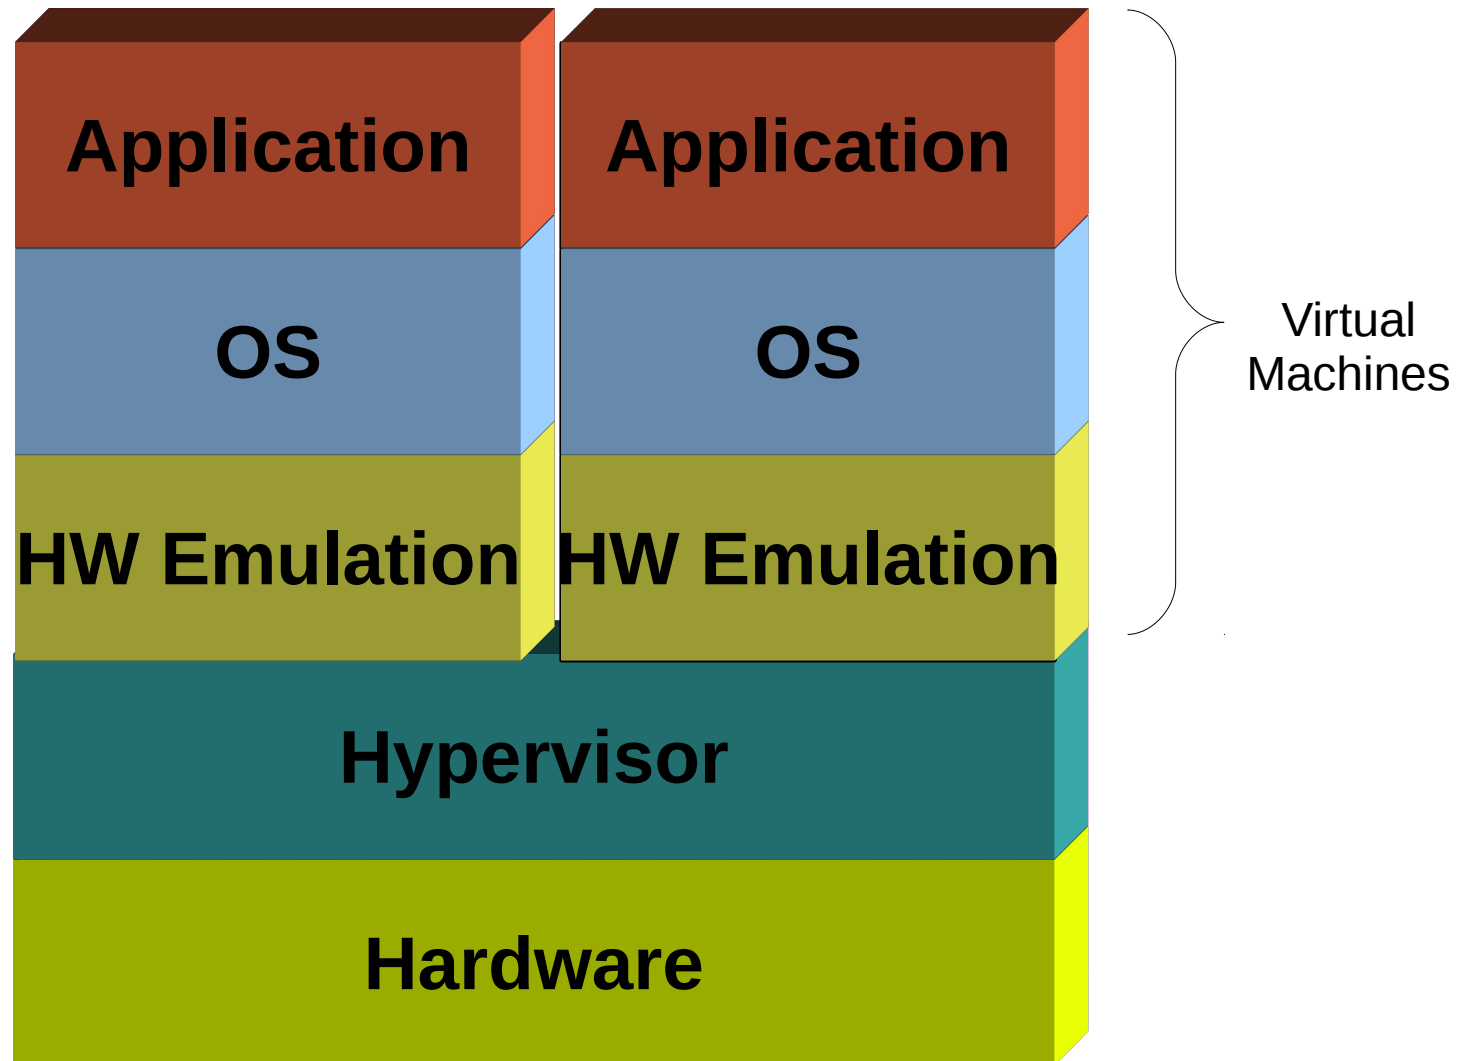 Application
Application
OS
OS
HW Emulation
HW Emulation
Hypervisor
Hardware
Virtual
Machines